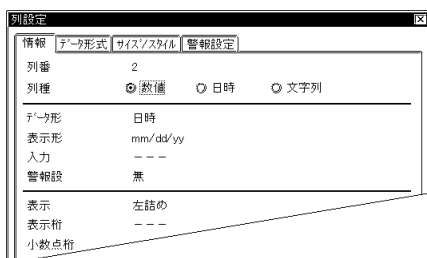 列設定
情報 データ形式 サイズ/スタイル 警報設定
列番 2
列種 数値 日時 文字列
データ形 日時
表示形 mm/dd/yy
入力 ---
警報設 無
表示 左詰め
表示桁 ---
小数点桁